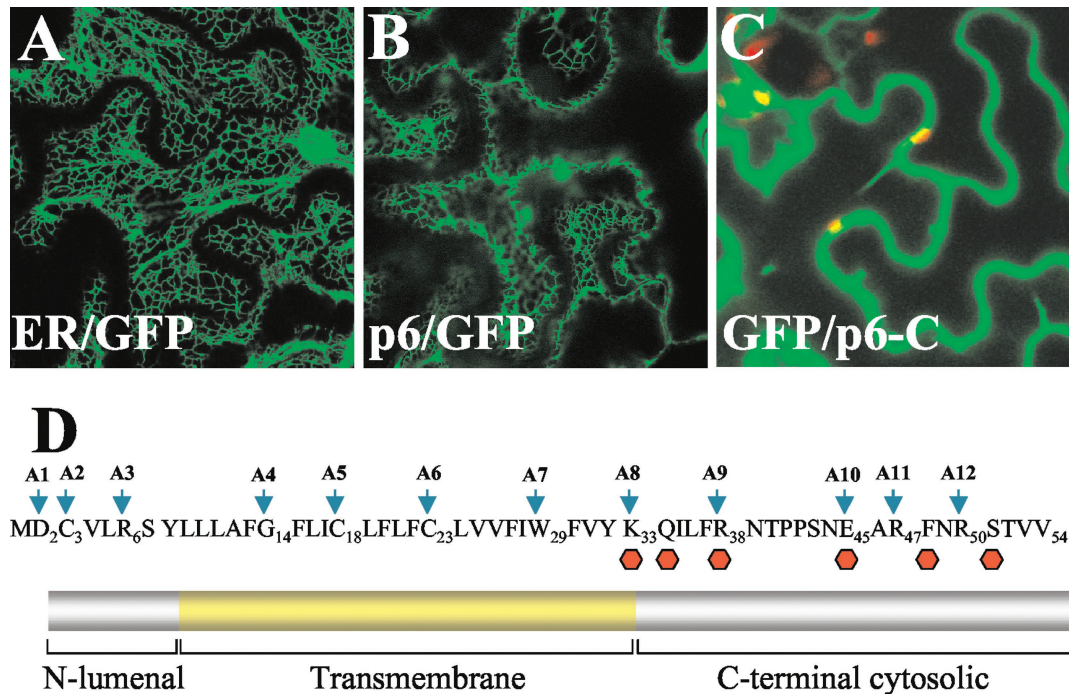 A B C
ER/GFP p6/GFP GFP/p6-C
D
A1 A2 A3 A4 A5 A6 A7 A8 A9 A10 A11 A12
MD2C3VLR6S YLLLAFG14FLIC18LFLFC23LVVFIW29FVY K33QILFR38NTPPSNE45AR47FNR50STVV54
N-lumenal Transmembrane C-terminal cytosolic